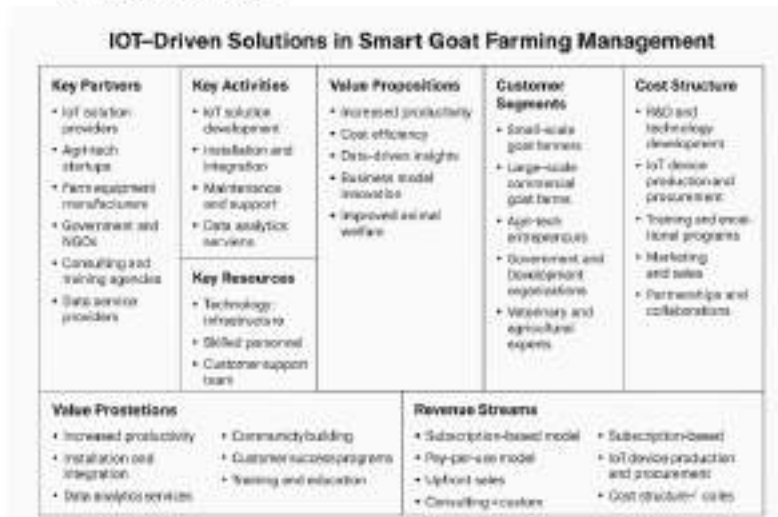 IOT–Driven Solutions in Smart Goat Farming Management
Key Partners
• IoT solution
providers
• Agri-tech
startups
• Farm equipment
manufacturers
• Government and
NGOs
• Consulting and
training agencies
• Data service
providers
Key Activities
• IoT solution
development
• Installation and
integration
• Maintenance
and support
• Data analytics
serviens
Key Resources
• Technology
infrastructure
• Skilled personnel
• Customer support
team
Value Propositions
• Increased productivity
• Cost efficiency
• Data–driven insights
• Business model
innovation
• Improved animal
welfare
Customer
Segments
• Small–scale
goat farmers
• Large–scale
commercial
goat farms
• Agri–tech
entrepreneurs
• Government and
Development
organizations
• Veterinary and
agricultural
experts
Cost Structure
• R&D and
technology
development
• IoT device
production and
procurement
• Training and
tional programs
• Marketing
and sales
• Partnerships and
collaborations
Value Prostetions
• Increased productivity
• Installation and
integration
• Data analytics services
• Community building
• Customer success programs
• Training and education
Revenue Streams
• Subscription–based model
• Pay–per–use model
• Upfront sales
• Consulting
• Subscription–based
• IoT device production
and procurement
• Cost structure